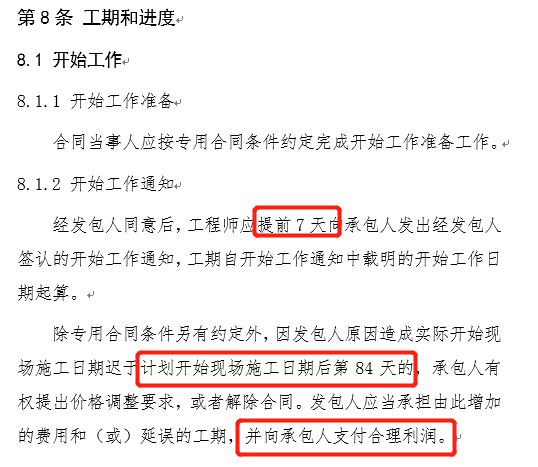 第8条 工期和进度
8.1 开始工作
8.1.1 开始工作准备
合同当事人应按专用合同条件约定完成开始工作准备工作。
8.1.2 开始工作通知
经发包人同意后，工程师应提前7天向承包人发出经发包人
签认的开始工作通知，工期自开始工作通知中载明的开始工作日
期起算。
除专用合同条件另有约定外，因发包人原因造成实际开始现
场施工日期迟于计划开始现场施工日期后第 84 天的，承包人有
权提出价格调整要求，或者解除合同。发包人应当承担由此增加
的费用和（或）延误的工期，并向承包人支付合理利润。